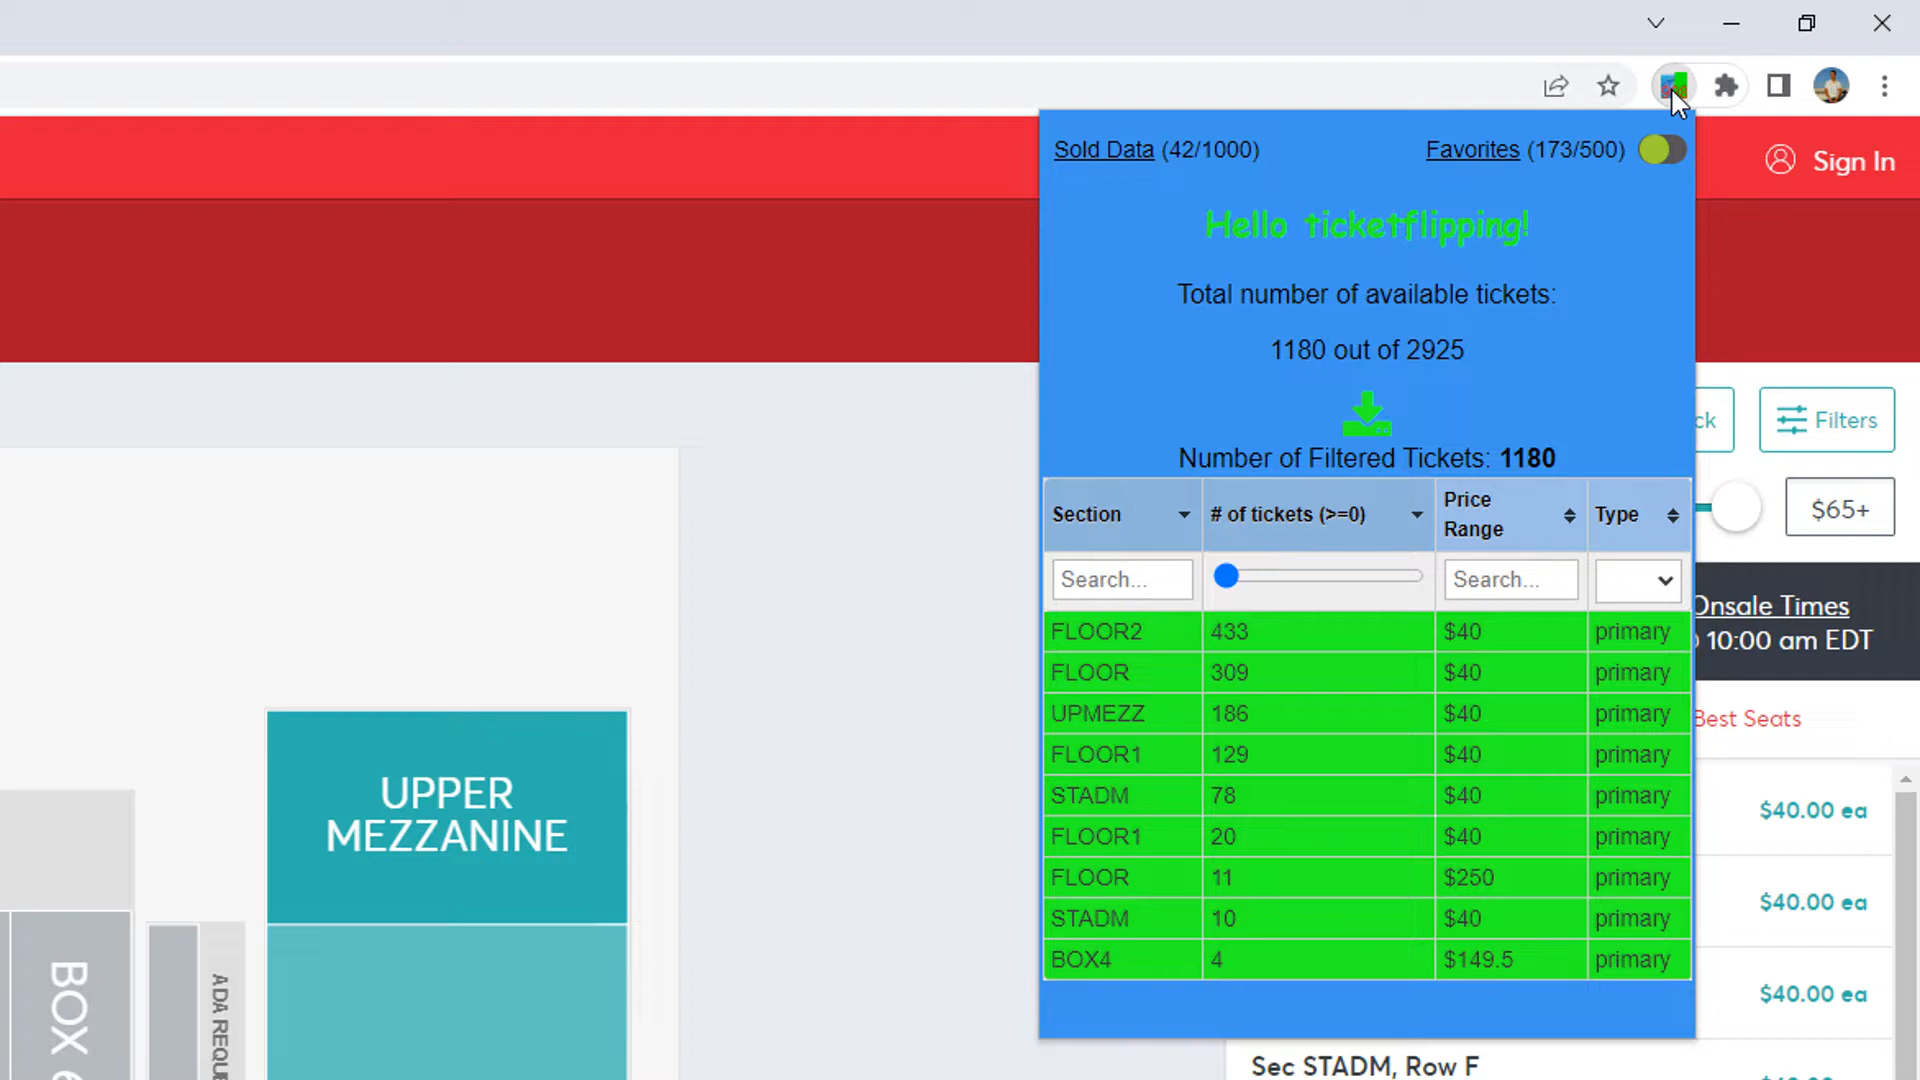 Sold Data (42/1000) Favorites (173/500)
Sign In
Hello ticketflipping!
Total number of available tickets:
1180 out of 2925
ck Filters
Number of Filtered Tickets: 1180
Section # of tickets (>=0) Price Range Type
$65+
Search... Search...
Onsale Times
10:00 am EDT
FLOOR2 433 $40 primary
FLOOR 309 $40 primary
UPMEZZ 186 $40 primary
Best Seats
FLOOR1 129 $40 primary
STADM 78 $40 primary
$40.00 ea
FLOOR1 20 $40 primary
FLOOR 11 $250 primary
$40.00 ea
STADM 10 $40 primary
BOX4 4 $149.5 primary
$40.00 ea
Sec STADM, Row F
UPPER
MEZZANINE
BOX
ADA REQUE